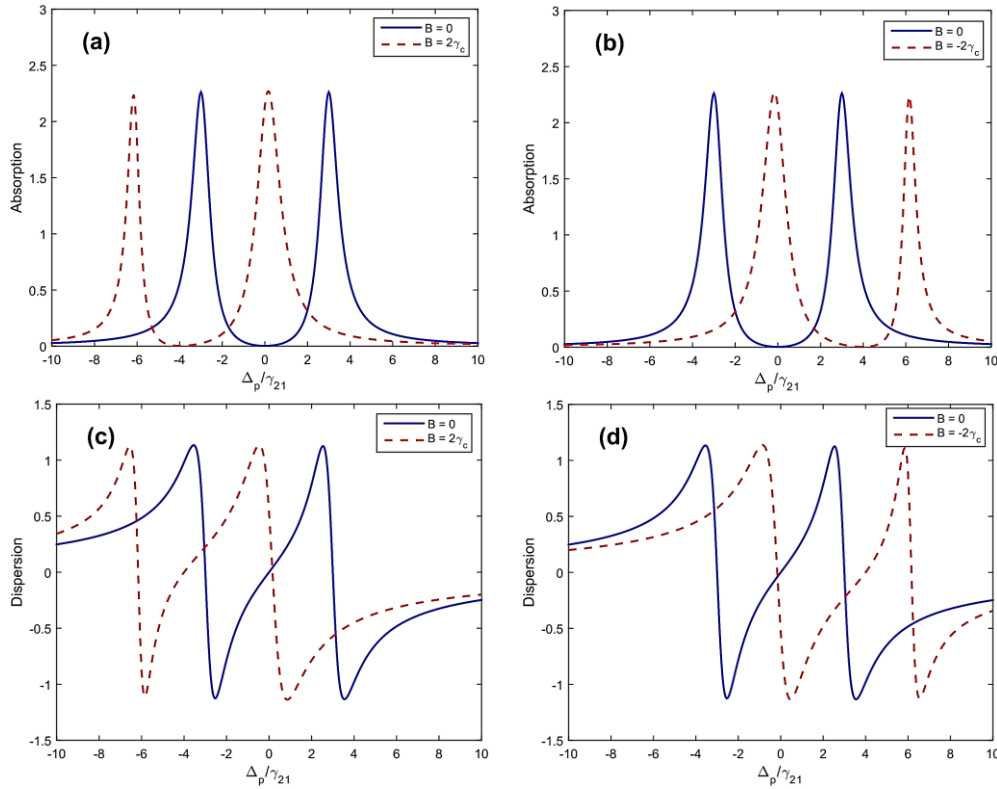 (a)
B = 0
B = 2γc
3
2.5
2
1.5
1
0.5
0
Absorption
-10 -8 -6 -4 -2 0 2 4 6 8 10
Δp/γ21
(b)
B = 0
B = -2γc
3
2.5
2
1.5
1
0.5
0
Absorption
-10 -8 -6 -4 -2 0 2 4 6 8 10
Δp/γ21
(c)
B = 0
B = 2γc
1.5
1
0.5
0
-0.5
-1
-1.5
Dispersion
-10 -8 -6 -4 -2 0 2 4 6 8 10
Δp/γ21
(d)
B = 0
B = -2γc
1.5
1
0.5
0
-0.5
-1
-1.5
Dispersion
-10 -8 -6 -4 -2 0 2 4 6 8 10
Δp/γ21